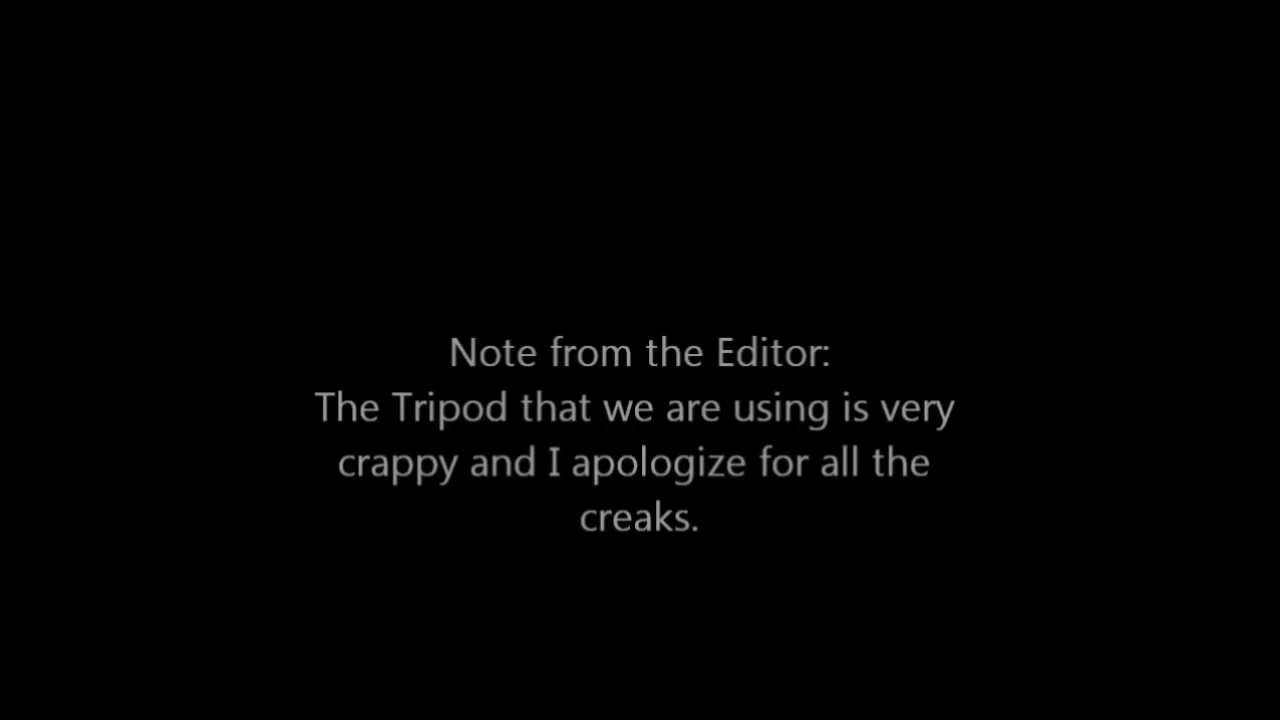 Note from the Editor:
The Tripod that we are using is very
crappy and I apologize for all the
creaks.